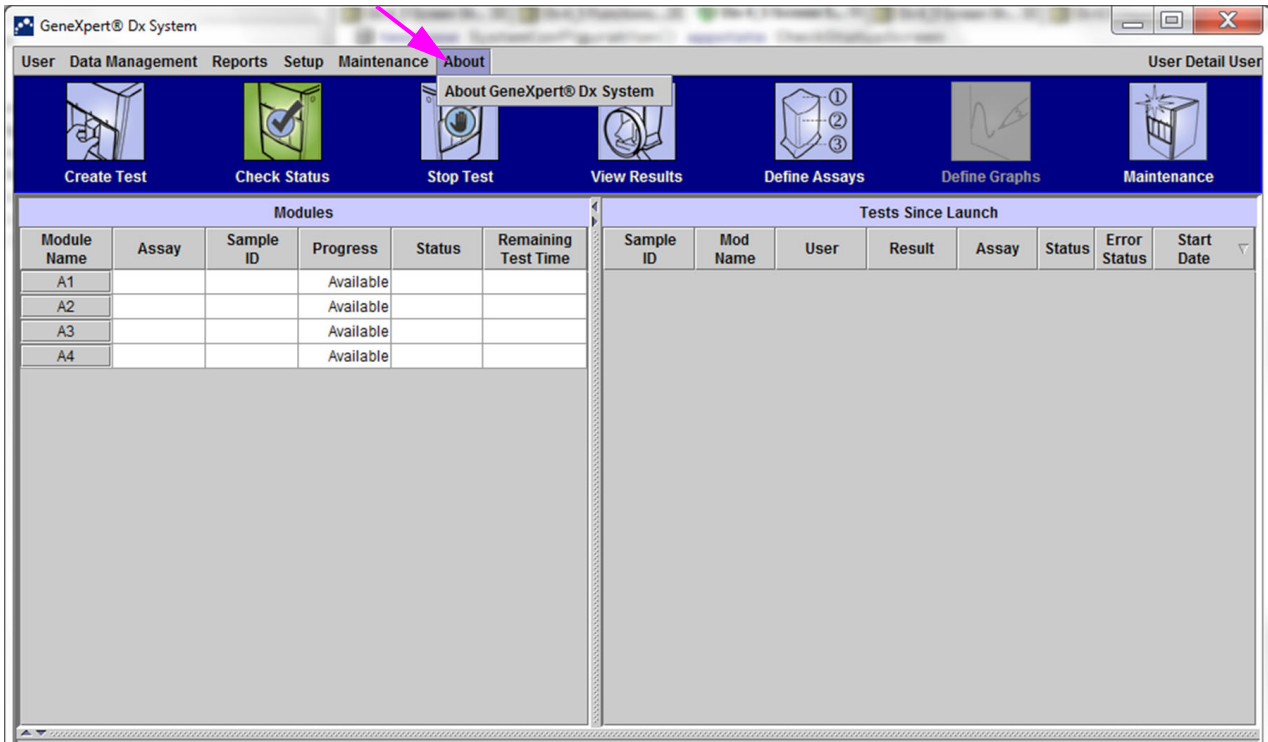 GeneXpert® Dx System
User Data Management Reports Setup Maintenance About User Detail User
About GeneXpert® Dx System
1
2
3
Create Test Check Status Stop Test View Results Define Assays Define Graphs Maintenance
Modules
Tests Since Launch
Module Name Assay Sample ID Progress Status Remaining Test Time
Sample ID Mod Name User Result Assay Status Error Status Start Date
A1 Available
A2 Available
A3 Available
A4 Available